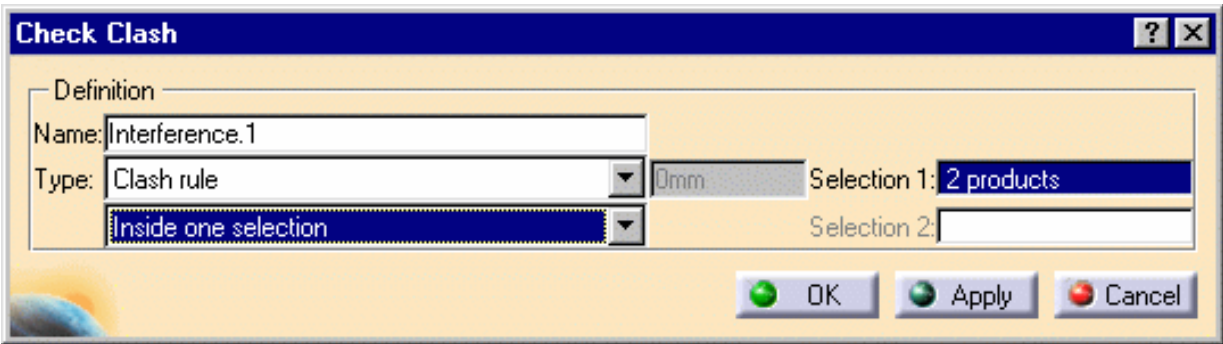 Check Clash
Definition
Name: Interference.1
Type: Clash rule 0mm Selection 1: 2 products
Inside one selection Selection 2:
OK Apply Cancel